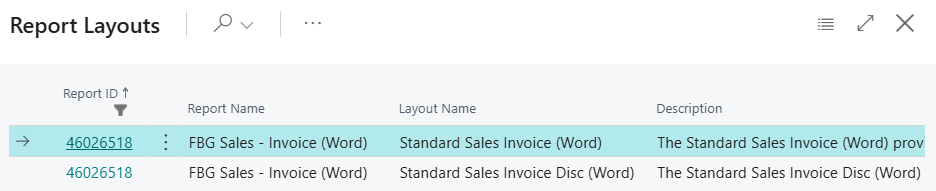 Report Layouts
Report ID ↑ Report Name Layout Name Description
46026518 FBG Sales - Invoice (Word) Standard Sales Invoice (Word) The Standard Sales Invoice (Word) provi
46026518 FBG Sales - Invoice (Word) Standard Sales Invoice Disc (Word) The Standard Sales Invoice Disc (Word)